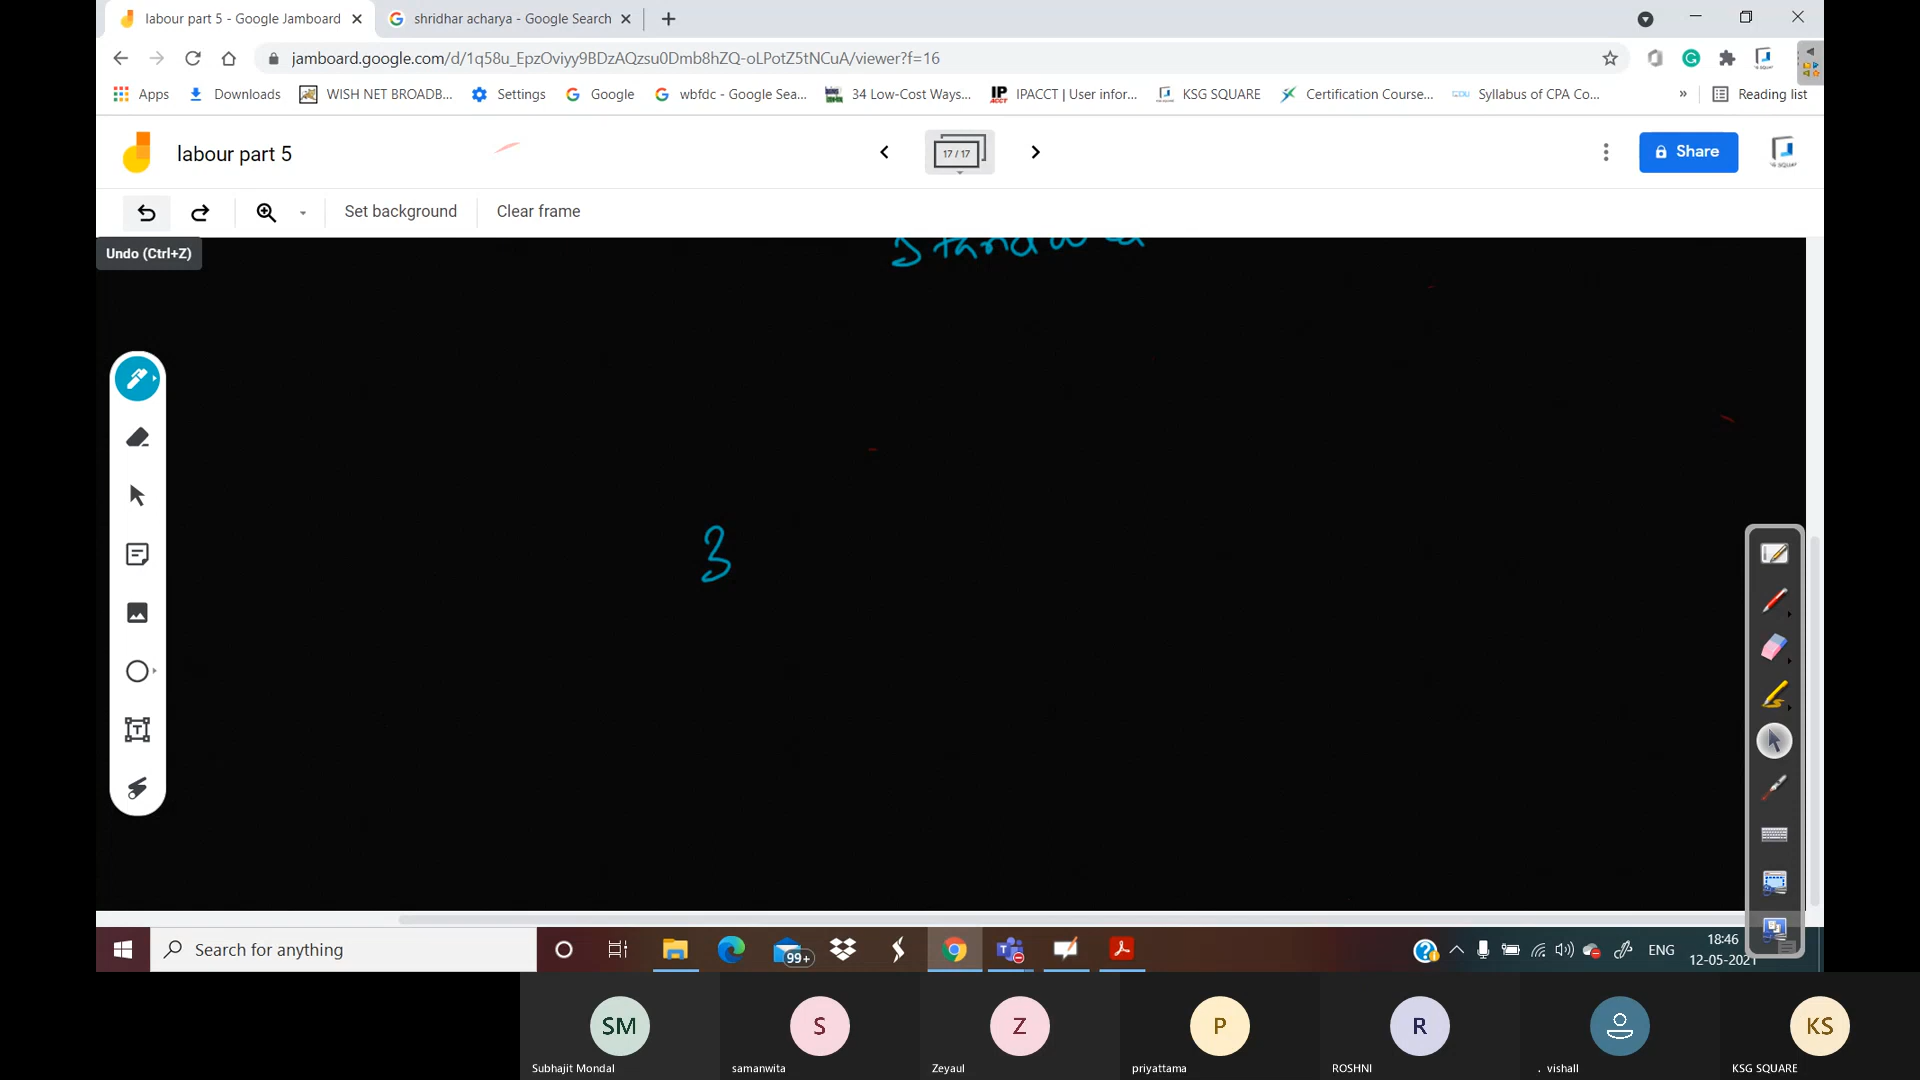 labour part 5 - Google Jamboard
shridhar acharya - Google Search
jamboard.google.com/d/1q58u_EpzOviyy9BDzAQzsu0Dmb8hZQ-oLPotZ5tNCuA/viewer?f=16
Apps Downloads WISH NET BROADB... Settings Google wbfdc - Google Sea... 34 Low-Cost Ways... IPACCT | User infor... KSG SQUARE Certification Course... Syllabus of CPA Co... » Reading list
labour part 5
17 / 17
Share
Set background Clear frame
Undo (Ctrl+Z)
Standard
3
Search for anything
99+
ENG
18:46
12-05-2021
SM S Z P R KS
Subhajit Mondal samanwita Zeyaul priyattama ROSHNI . vishall KSG SQUARE